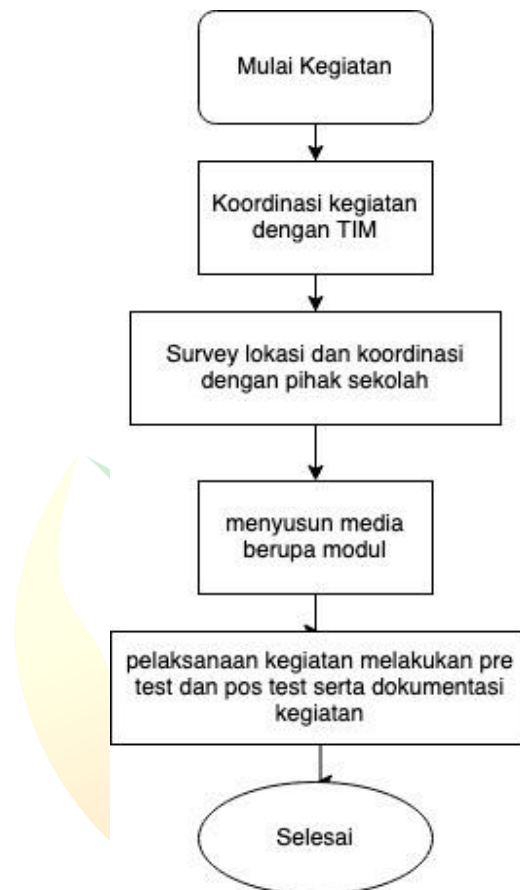 Mulai Kegiatan
Koordinasi kegiatan
dengan TIM
Survey lokasi dan koordinasi
dengan pihak sekolah
menyusun media
berupa modul
pelaksanaan kegiatan melakukan pre
test dan pos test serta dokumentasi
kegiatan
Selesai